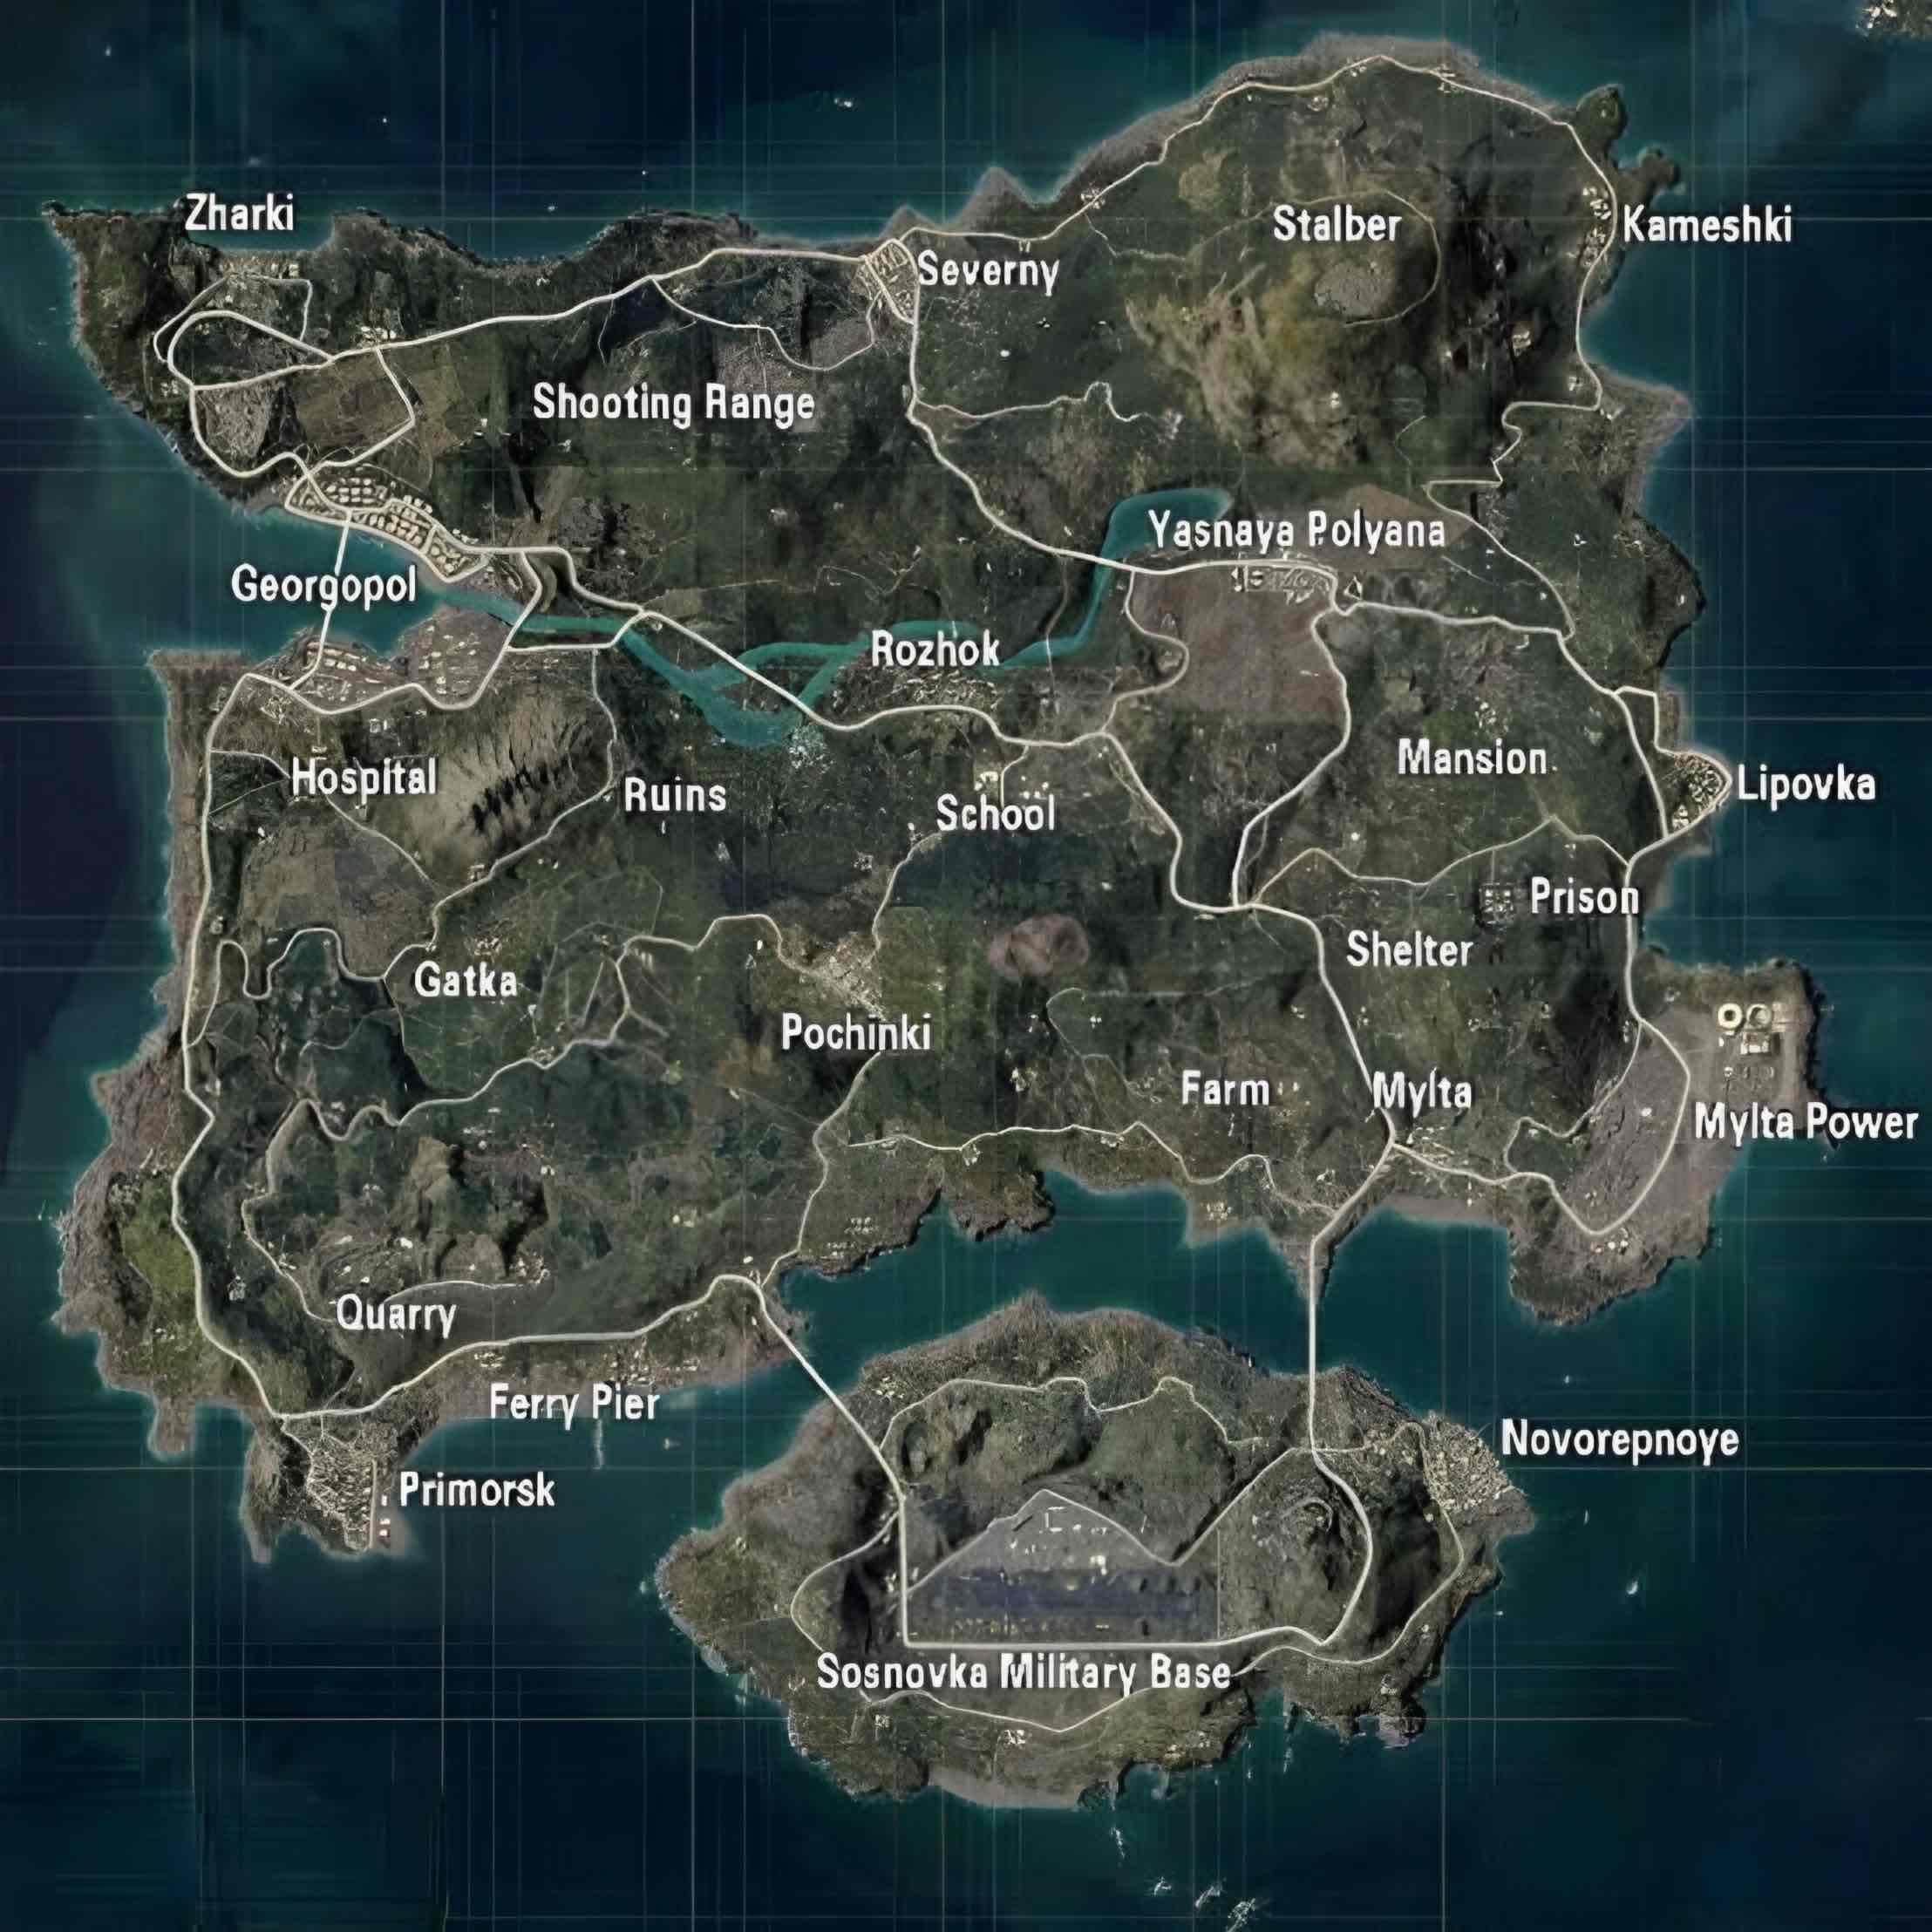 Zharki
Stalber
Kameshki
Severny
Shooting Range
Yasnaya Polyana
Georgopol
Rozhok
Mansion
Hospital
Lipovka
Ruins
School
Prison
Shelter
Gatka
Pochinki
Farm
Mylta
Mylta Power
Quarry
Ferry Pier
Novorepnoye
Primorsk
Sosnovka Military Base